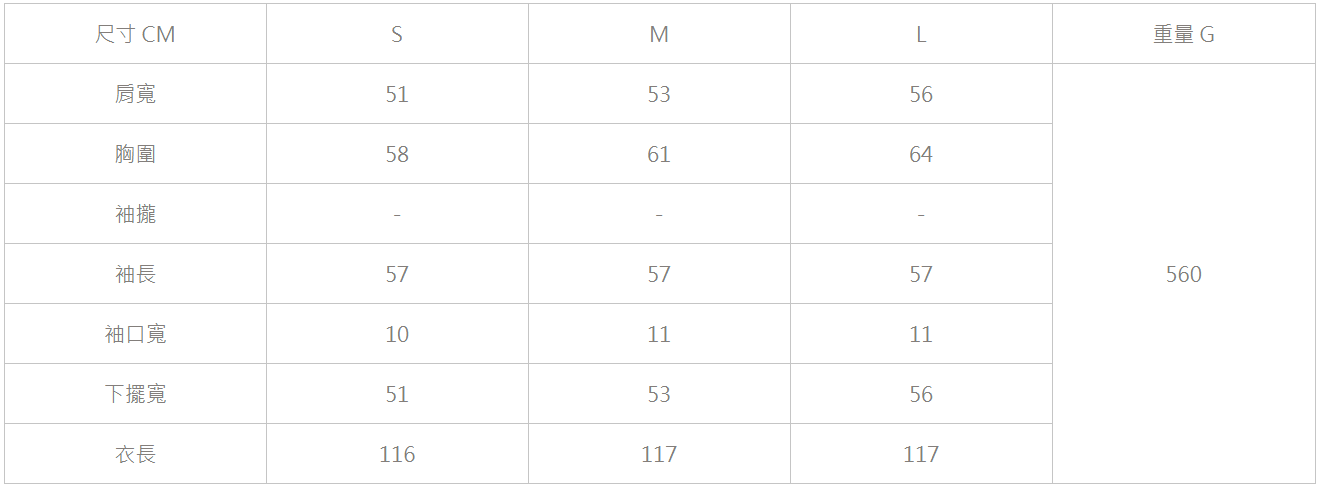 尺寸 CM S M L 重量 G
肩寬 51 53 56
胸圍 58 61 64
袖攏 - - -
袖長 57 57 57 560
袖口寬 10 11 11
下擺寬 51 53 56
衣長 116 117 117